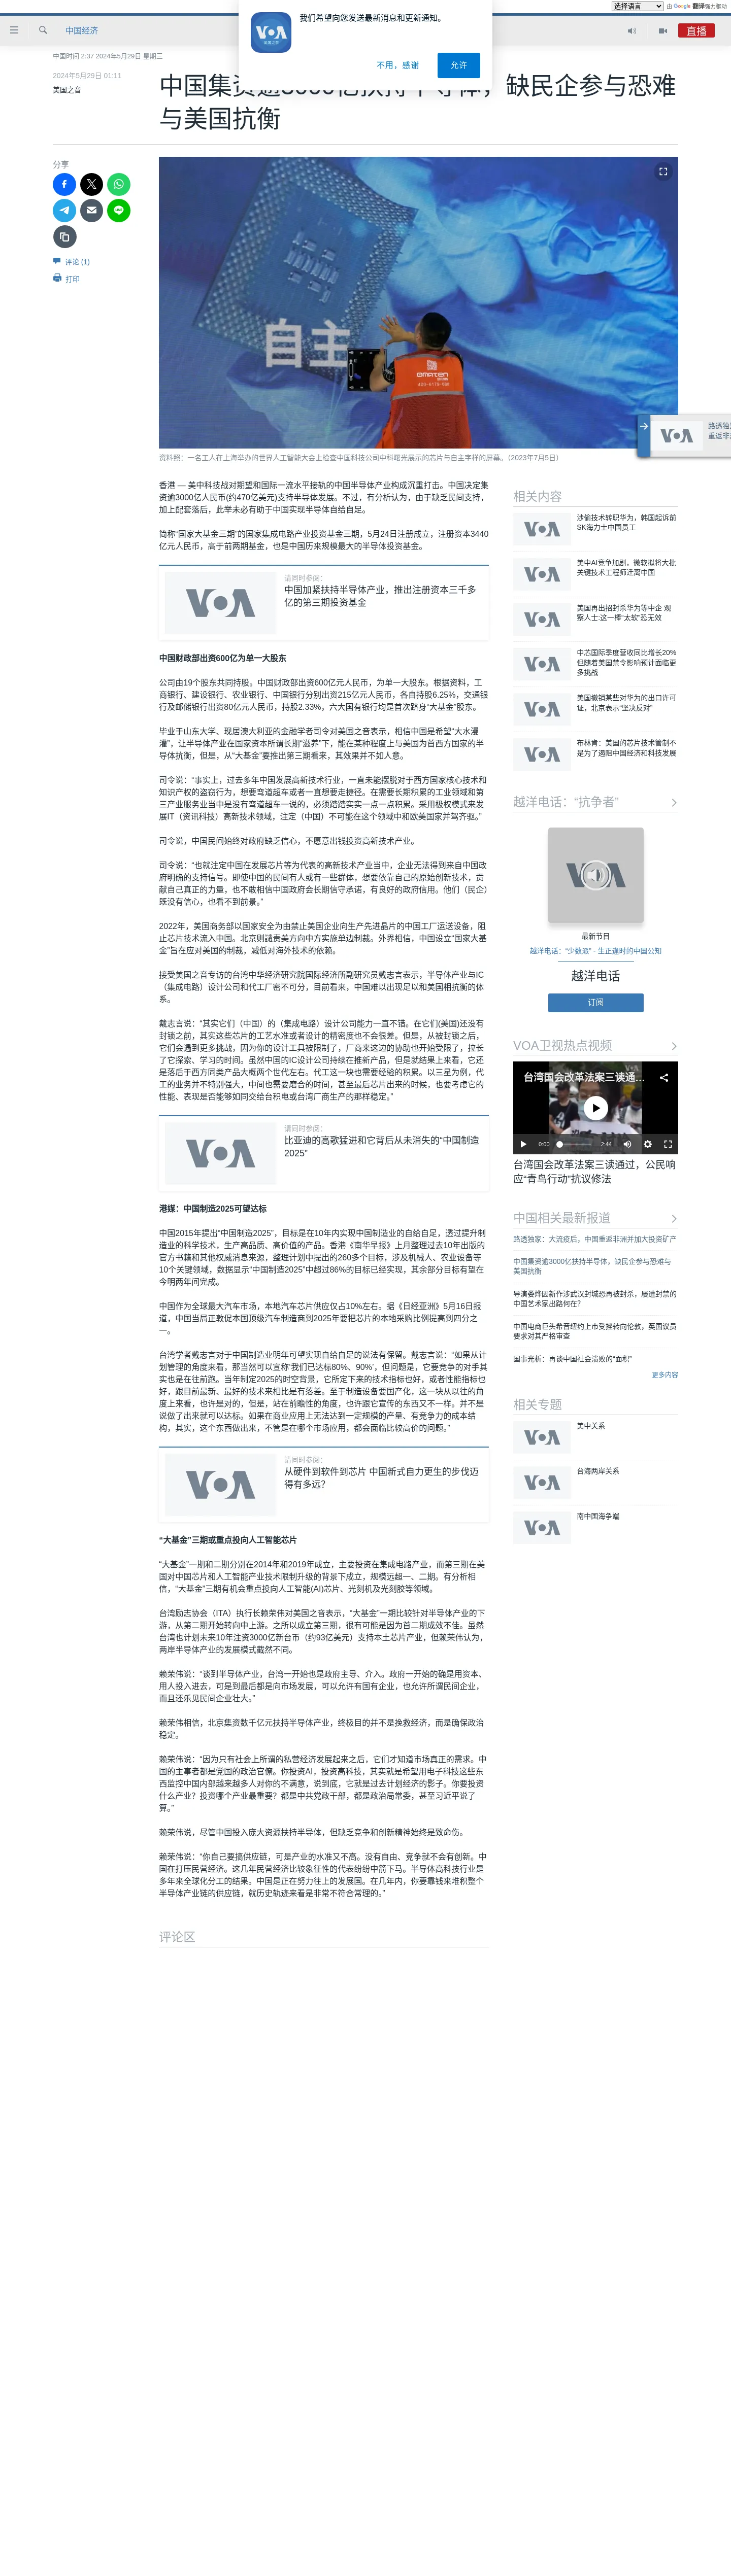 选择语言
由 Google 翻译强力驱动
中国经济
直播
我们希望向您发送最新消息和更新通知。
不用，感谢
允许
中国时间 2:37 2024年5月29日 星期三
2024年5月29日 01:11
美国之音
中国集资逾3000亿扶持半导体，缺民企参与恐难
与美国抗衡
分享
评论 (1)
打印
自主
资料照：一名工人在上海举办的世界人工智能大会上检查中国科技公司中科曙光展示的芯片与自主字样的屏幕。（2023年7月5日）
路透独
重返非
香港 — 美中科技战对期望和国际一流水平接轨的中国半导体产业构成沉重打击。中国决定集
资逾3000亿人民币(约470亿美元)支持半导体发展。不过，有分析认为，由于缺乏民间支持，
加上配套落后，此举未必有助于中国实现半导体自给自足。
简称“国家大基金三期”的国家集成电路产业投资基金三期，5月24日注册成立，注册资本3440
亿元人民币，高于前两期基金，也是中国历来规模最大的半导体投资基金。
VOA
请同时参阅：
中国加紧扶持半导体产业，推出注册资本三千多
亿的第三期投资基金
中国财政部出资600亿为单一大股东
公司由19个股东共同持股。中国财政部出资600亿元人民币，为单一大股东。根据资料，工
商银行、建设银行、农业银行、中国银行分别出资215亿元人民币，各自持股6.25%，交通银
行及邮储银行出资80亿元人民币，持股2.33%，六大国有银行均是首次跻身“大基金”股东。
毕业于山东大学、现居澳大利亚的金融学者司令对美国之音表示，相信中国是希望“大水漫
灌”，让半导体产业在国家资本所谓长期“滋养”下，能在某种程度上与美国为首西方国家的半
导体抗衡，但是，从“大基金”要推出第三期看来，其效果并不如人意。
司令说：“事实上，过去多年中国发展高新技术行业，一直未能摆脱对于西方国家核心技术和
知识产权的盗窃行为，想要弯道超车或者一直想要走捷径。在需要长期积累的工业领域和第
三产业服务业当中是没有弯道超车一说的，必须踏踏实实一点一点积累。采用极权模式来发
展IT（资讯科技）高新技术领域，注定（中国）不可能在这个领域中和欧美国家并驾齐驱。”
司令说，中国民间始终对政府缺乏信心，不愿意出钱投资高新技术产业。
司令说：“也就注定中国在发展芯片等为代表的高新技术产业当中，企业无法得到来自中国政
府明确的支持信号。即使中国的民间有人或有一些群体，想要依靠自己的原始创新技术，贡
献自己真正的力量，也不敢相信中国政府会长期信守承诺，有良好的政府信用。他们（民企）
既没有信心，也看不到前景。”
2022年，美国商务部以国家安全为由禁止美国企业向生产先进晶片的中国工厂运送设备，阻
止芯片技术流入中国。北京则谴责美方向中方实施单边制裁。外界相信，中国设立“国家大基
金”旨在应对美国的制裁，减低对海外技术的依赖。
接受美国之音专访的台湾中华经济研究院国际经济所副研究员戴志言表示，半导体产业与IC
（集成电路）设计公司和代工厂密不可分，目前看来，中国难以出现足以和美国相抗衡的体
系。
戴志言说：“其实它们（中国）的（集成电路）设计公司能力一直不错。在它们(美国)还没有
封锁之前，其实这些芯片的工艺水准或者设计的精密度也不会很差。但是，从被封锁之后，
它们会遇到更多挑战，因为你的设计工具被限制了，厂商来这边的协助也开始受限了，拉长
了它探索、学习的时间。虽然中国的IC设计公司持续在推新产品，但是就结果上来看，它还
是落后于西方同类产品大概两个世代左右。代工这一块也需要经验的积累。以三星为例，代
工的业务并不特别强大，中间也需要磨合的时间，甚至最后芯片出来的时候，也要考虑它的
性能、表现是否能够如同交给台积电或台湾厂商生产的那样稳定。”
VOA
请同时参阅：
比亚迪的高歌猛进和它背后从未消失的“中国制造
2025”
港媒：中国制造2025可望达标
中国2015年提出“中国制造2025”，目标是在10年内实现中国制造业的自给自足，透过提升制
造业的科学技术，生产高品质、高价值的产品。香港《南华早报》上月整理过去10年出版的
官方书籍和其他权威消息来源，整理计划中提出的260多个目标，涉及机械人、农业设备等
10个关键领域，数据显示“中国制造2025”中超过86%的目标已经实现，其余部分目标有望在
今明两年间完成。
中国作为全球最大汽车市场，本地汽车芯片供应仅占10%左右。据《日经亚洲》5月16日报
道，中国当局正敦促本国顶级汽车制造商到2025年要把芯片的本地采购比例提高到四分之
一。
台湾学者戴志言对于中国制造业明年可望实现自给自足的说法有保留。戴志言说：“如果从计
划管理的角度来看，那当然可以宣称‘我们已达标80%、90%’，但问题是，它要竞争的对手其
实也是在往前跑。当年制定2025的时空背景，它所定下来的技术指标也好，或者性能指标也
好，跟目前最新、最好的技术来相比是有落差。至于制造设备要国产化，这一块从以往的角
度上来看，也许是对的，但是，站在前瞻性的角度，也许跟它宣传的东西又不一样。并不是
说做了出来就可以达标。如果在商业应用上无法达到一定规模的产量、有竞争力的成本结
构，其实，这个东西做出来，不管是在哪个市场应用，都会面临比较高价的问题。”
VOA
请同时参阅：
从硬件到软件到芯片 中国新式自力更生的步伐迈
得有多远？
“大基金”三期或重点投向人工智能芯片
“大基金”一期和二期分别在2014年和2019年成立，主要投资在集成电路产业，而第三期在美
国对中国芯片和人工智能产业技术限制升级的背景下成立，规模远超一、二期。有分析相
信，“大基金”三期有机会重点投向人工智能(AI)芯片、光刻机及光刻胶等领域。
台湾励志协会（ITA）执行长赖荣伟对美国之音表示，“大基金”一期比较针对半导体产业的下
游，从第二期开始转向中上游。之所以成立第三期，很有可能是因为首二期成效不佳。虽然
台湾也计划未来10年注资3000亿新台币（约93亿美元）支持本土芯片产业，但赖荣伟认为，
两岸半导体产业的发展模式截然不同。
赖荣伟说：“谈到半导体产业，台湾一开始也是政府主导、介入。政府一开始的确是用资本、
用人投入进去，可是到最后都是向市场发展，可以允许有国有企业，也允许所谓民间企业，
而且还乐见民间企业壮大。”
赖荣伟相信，北京集资数千亿元扶持半导体产业，终极目的并不是挽救经济，而是确保政治
稳定。
赖荣伟说：“因为只有社会上所谓的私营经济发展起来之后，它们才知道市场真正的需求。中
国的主事者都是党国的政治官僚。你投资AI，投资高科技，其实就是希望用电子科技这些东
西监控中国内部越来越多人对你的不满意，说到底，它就是过去计划经济的影子。你要投资
什么产业？投资哪个产业最重要？都是中共党政干部，都是政治局常委，甚至习近平说了
算。”
赖荣伟说，尽管中国投入庞大资源扶持半导体，但缺乏竞争和创新精神始终是致命伤。
赖荣伟说：“你自己要搞供应链，可是产业的水准又不高。没有自由、竞争就不会有创新。中
国在打压民营经济。这几年民营经济比较象征性的代表纷纷中箭下马。半导体高科技行业是
多年来全球化分工的结果。中国是正在努力往上的发展国。在几年内，你要靠钱来堆积整个
半导体产业链的供应链，就历史轨迹来看是非常不符合常理的。”
评论区
相关内容
涉偷技术转职华为，韩国起诉前
SK海力士中国员工
美中AI竞争加剧，微软拟将大批
关键技术工程师迁离中国
美国再出招封杀华为等中企 观
察人士:这一棒“太软”恐无效
中芯国际季度营收同比增长20%
但随着美国禁令影响预计面临更
多挑战
美国撤销某些对华为的出口许可
证，北京表示“坚决反对”
布林肯：美国的芯片技术管制不
是为了遏阻中国经济和科技发展
越洋电话：“抗争者”
最新节目
越洋电话：“少数派” - 生正逢时的中国公知
越洋电话
订阅
VOA卫视热点视频
台湾国会改革法案三读通...
0:00
2:44
台湾国会改革法案三读通过，公民响
应“青鸟行动”抗议修法
中国相关最新报道
路透独家：大流疫后，中国重返非洲并加大投资矿产
中国集资逾3000亿扶持半导体，缺民企参与恐难与
美国抗衡
导演娄烨因新作涉武汉封城恐再被封杀，屡遭封禁的
中国艺术家出路何在？
中国电商巨头希音纽约上市受挫转向伦敦，英国议员
要求对其严格审查
国事光析：再谈中国社会溃败的“面积”
更多内容
相关专题
美中关系
台海两岸关系
南中国海争端